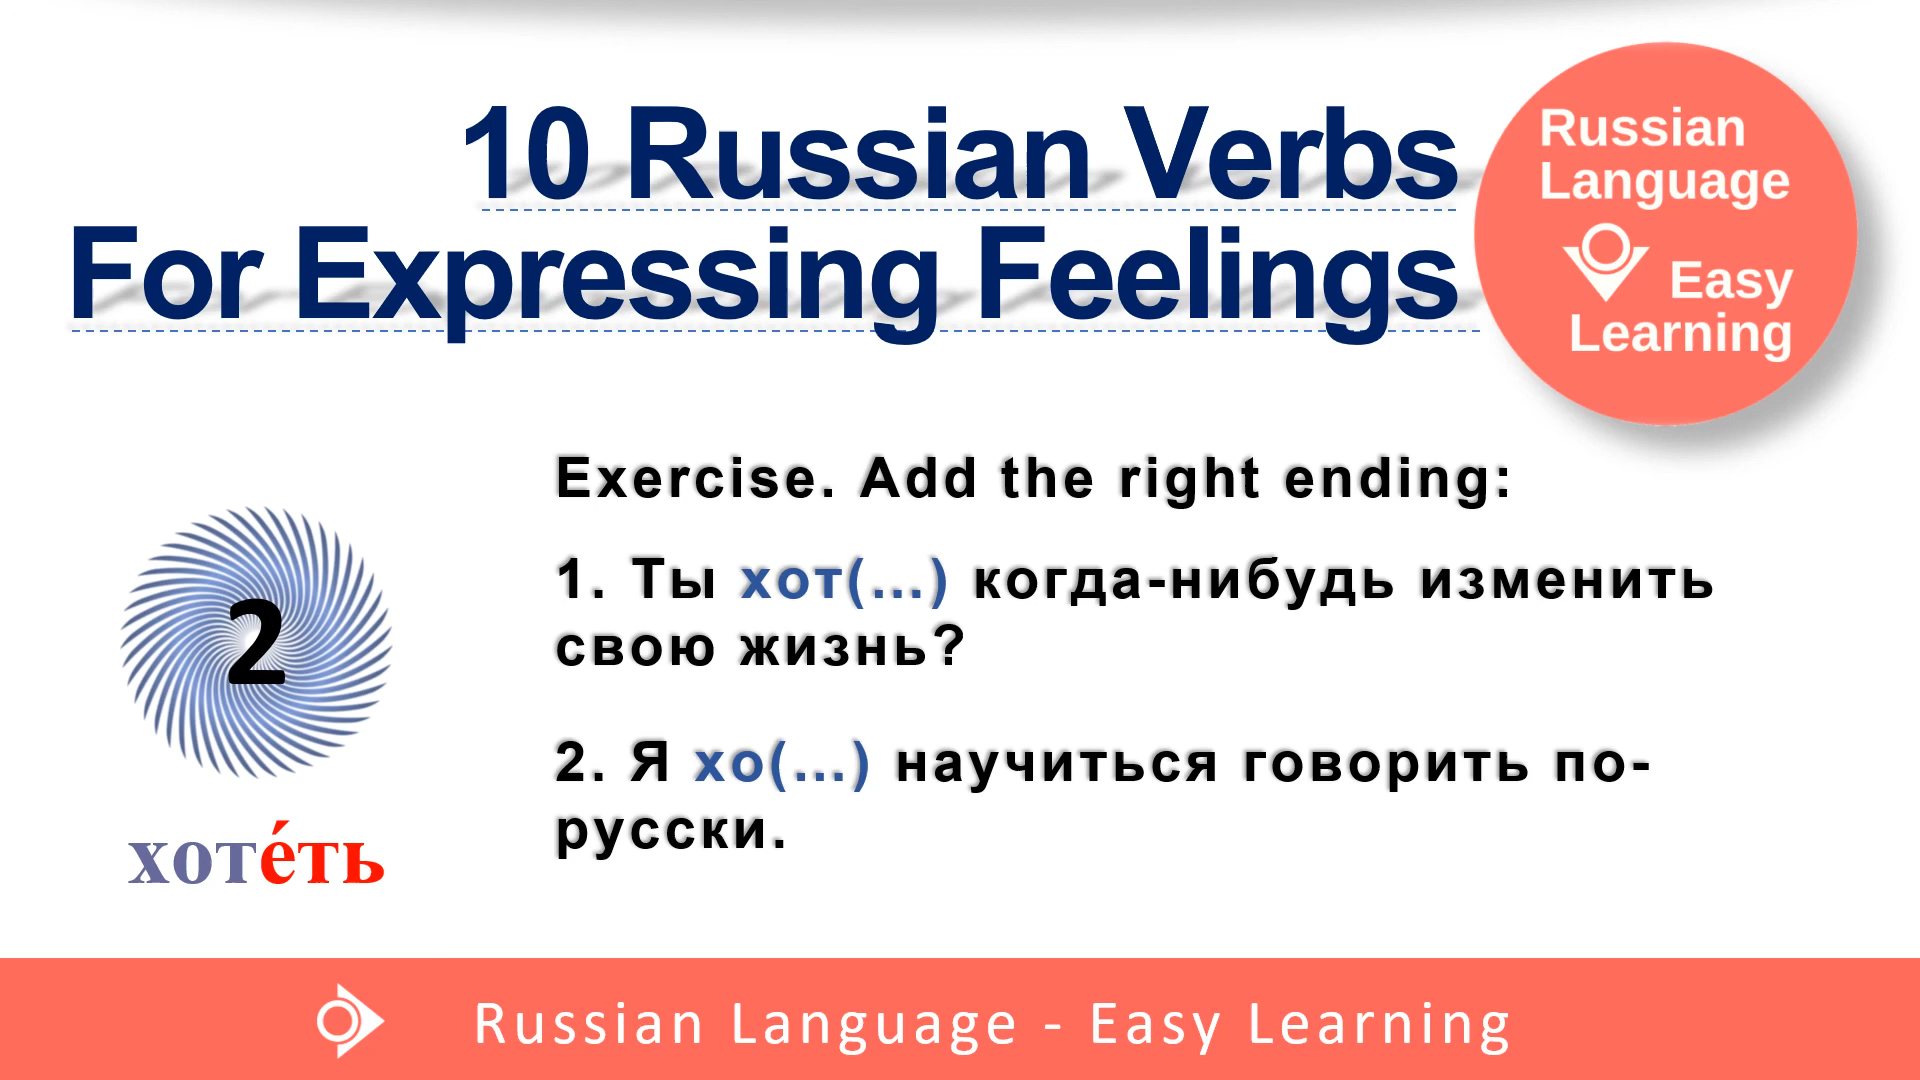 10 Russian Verbs
For Expressing Feelings
Russian
Language
Easy
Learning
Exercise. Add the right ending:
1. Ты хот(...) когда-нибудь изменить
свою жизнь?
2
2. Я хо(...) научиться говорить по-
русски.
хоте́ть
Russian Language - Easy Learning